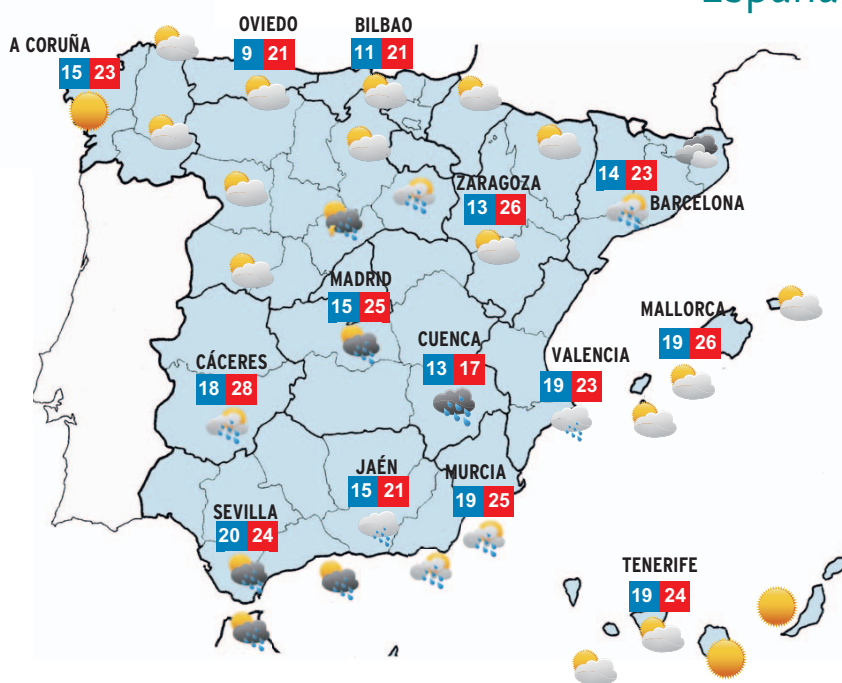 España
A CORUÑA
15 23
OVIEDO
9 21
BILBAO
11 21
ZARAGOZA
13 26
14 23
BARCELONA
MADRID
15 25
CUENCA
13 17
VALENCIA
19 23
MALLORCA
19 26
CÁCERES
18 28
JAÉN
15 21
MURCIA
19 25
SEVILLA
20 24
TENERIFE
19 24